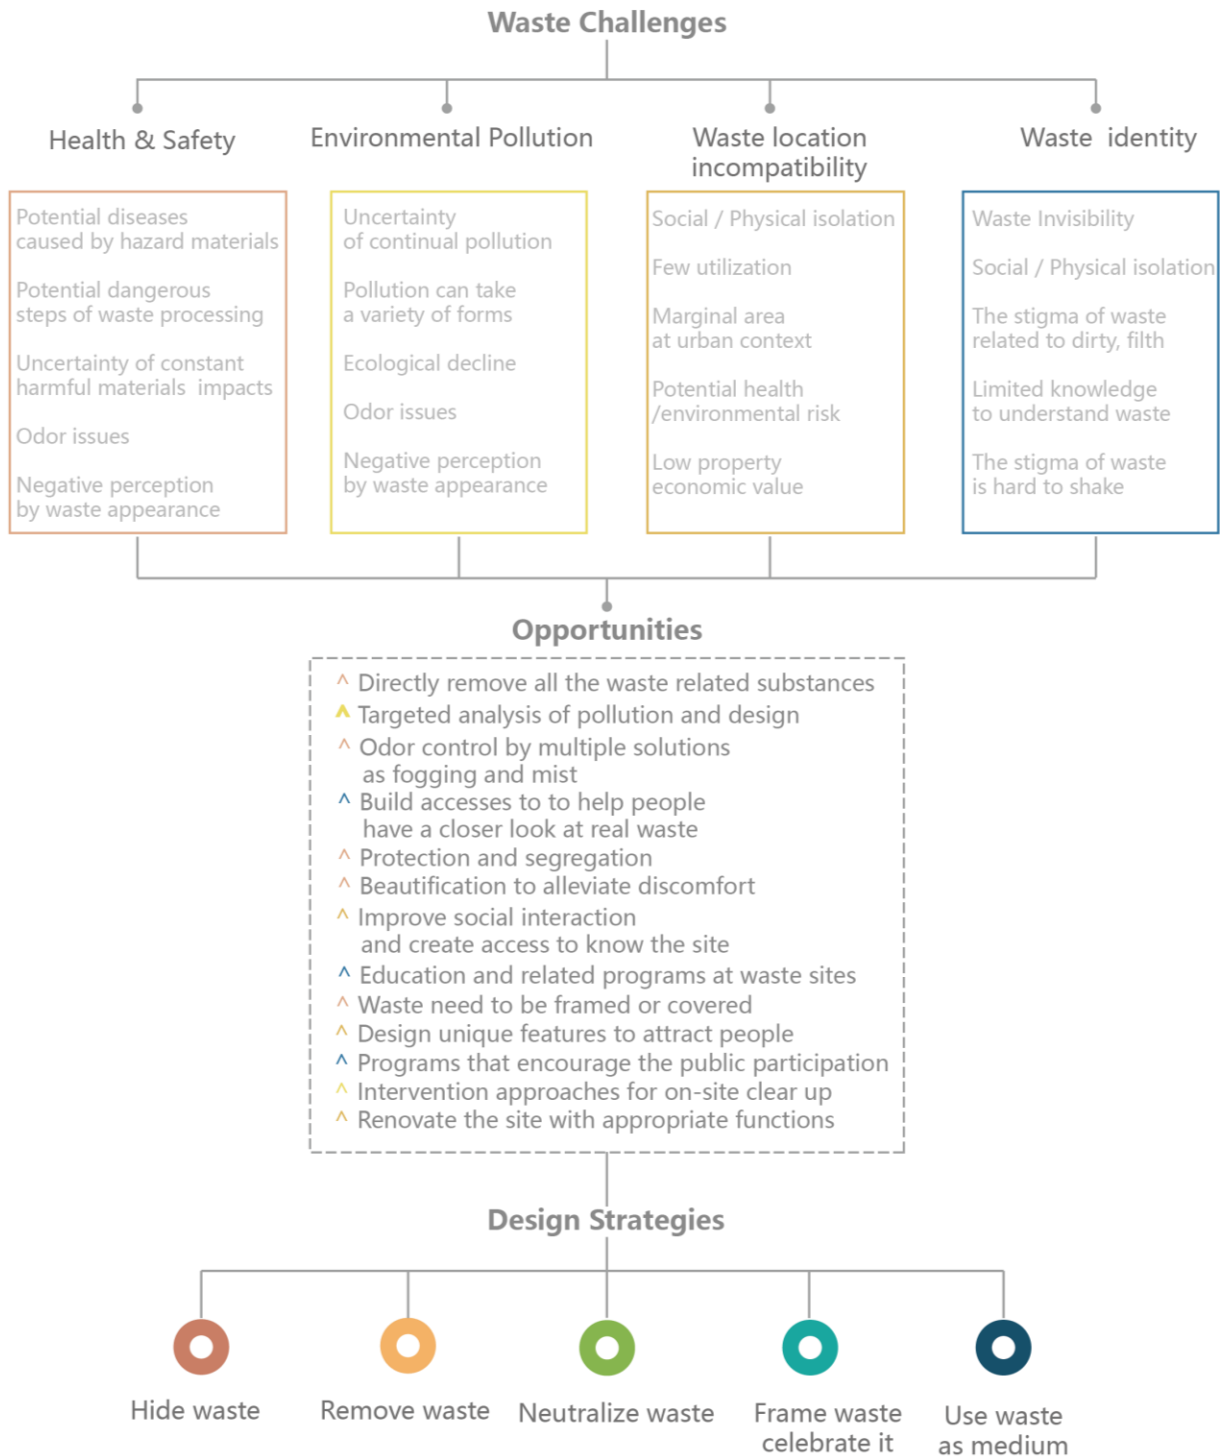 Waste Challenges
Health & Safety
Potential diseases
caused by hazard materials
Potential dangerous
steps of waste processing
Uncertainty of constant
harmful materials impacts
Odor issues
Negative perception
by waste appearance
Environmental Pollution
Uncertainty
of continual pollution
Pollution can take
a variety of forms
Ecological decline
Odor issues
Negative perception
by waste appearance
Waste location
incompatibility
Social / Physical isolation
Few utilization
Marginal area
at urban context
Potential health
/environmental risk
Low property
economic value
Waste identity
Waste Invisibility
Social / Physical isolation
The stigma of waste
related to dirty, filth
Limited knowledge
to understand waste
The stigma of waste
is hard to shake
Opportunities
^ Directly remove all the waste related substances
^ Targeted analysis of pollution and design
^ Odor control by multiple solutions
as fogging and mist
^ Build accesses to to help people
have a closer look at real waste
^ Protection and segregation
^ Beautification to alleviate discomfort
^ Improve social interaction
and create access to know the site
^ Education and related programs at waste sites
^ Waste need to be framed or covered
^ Design unique features to attract people
^ Programs that encourage the public participation
^ Intervention approaches for on-site clear up
^ Renovate the site with appropriate functions
Design Strategies
Hide waste
Remove waste
Neutralize waste
Frame waste
celebrate it
Use waste
as medium